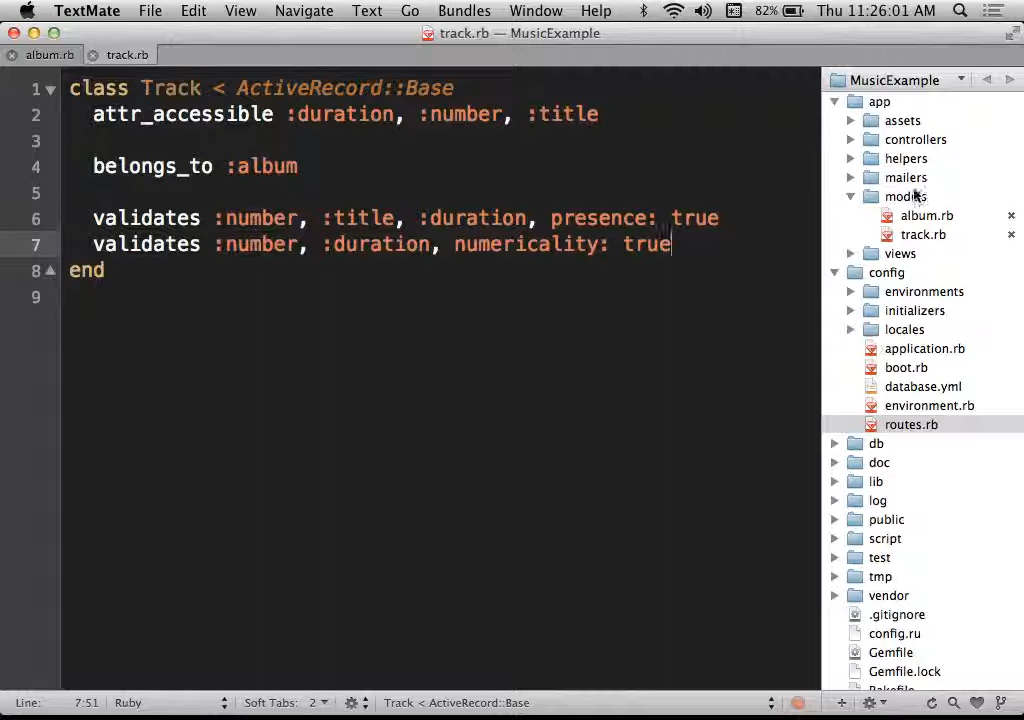 TextMate File Edit View Navigate Text Go Bundles Window Help 82% Thu 11:26:01 AM
track.rb — MusicExample
album.rb track.rb
1 class Track < ActiveRecord::Base
2 attr_accessible :duration, :number, :title
3
4 belongs_to :album
5
6 validates :number, :title, :duration, presence: true
7 validates :number, :duration, numericality: true
8 end
9
MusicExample
app
assets
controllers
helpers
mailers
album.rb
track.rb
views
config
environments
initializers
locales
application.rb
boot.rb
database.yml
environment.rb
routes.rb
db
doc
lib
log
public
script
test
tmp
vendor
.gitignore
config.ru
Gemfile
Gemfile.lock
Line: 7:51 Ruby Soft Tabs: 2 Track < ActiveRecord::Base